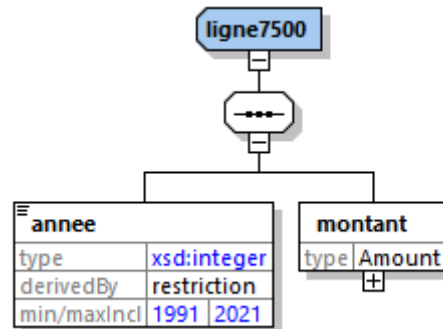 ligne7500
annee
type xsd:integer
derivedBy restriction
min/maxIncl 1991 2021
montant
type Amount